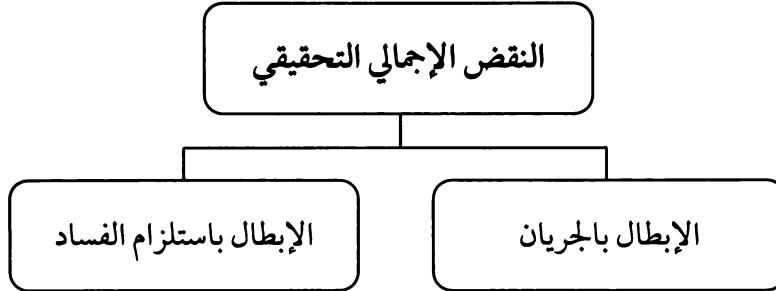 النقض الإجمالي التحقيقي
الإبطال بالجريان
الإبطال باستلزام الفساد